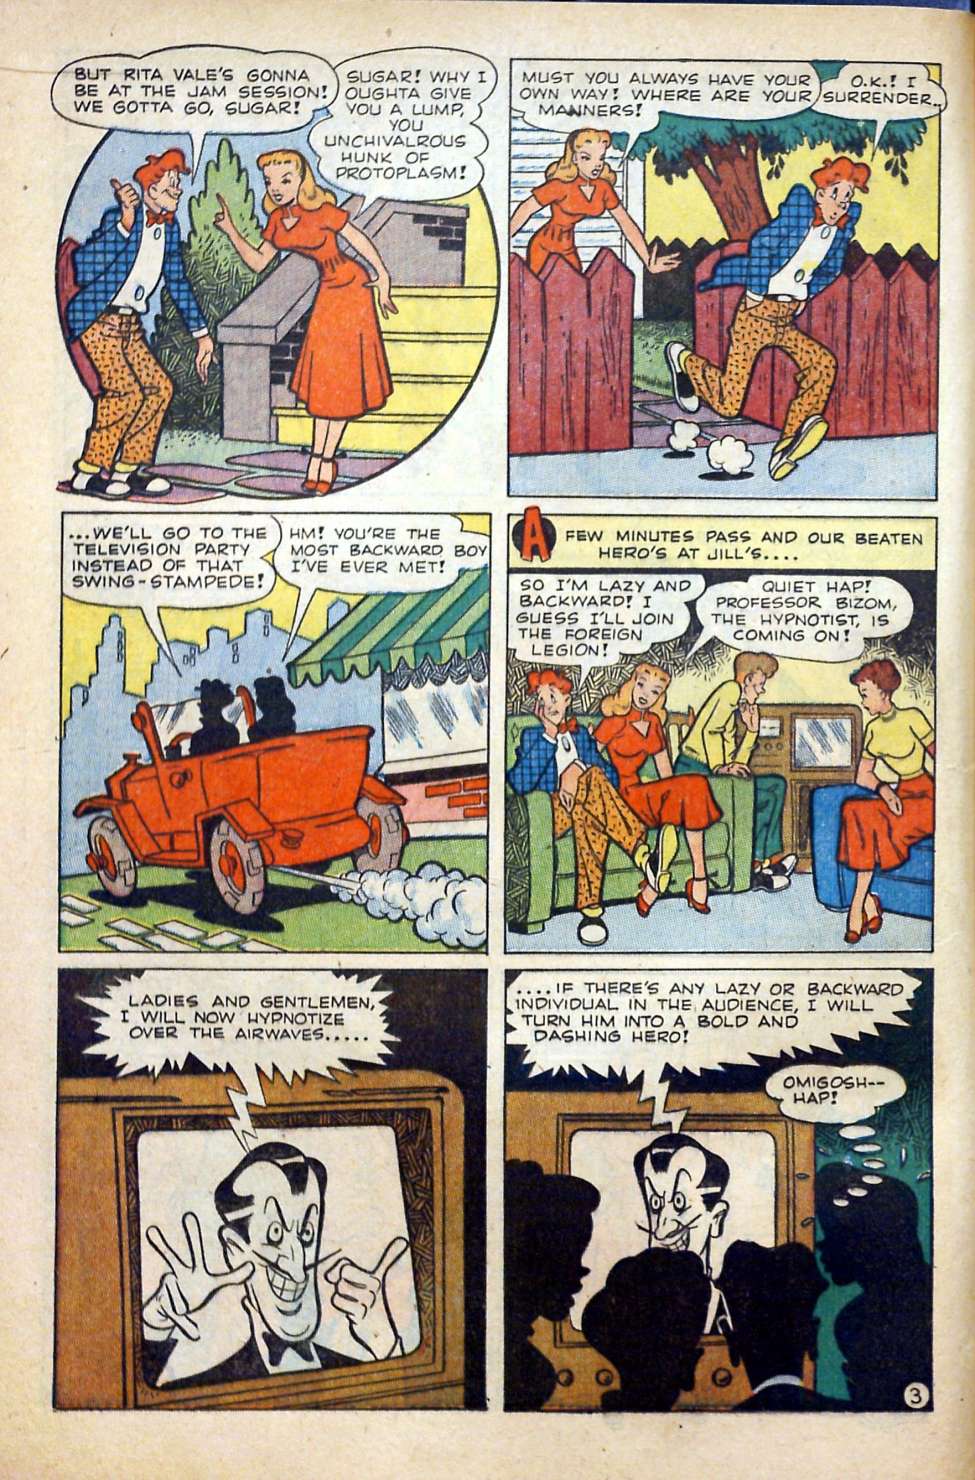 BUT RITA VALE'S GONNA
BE AT THE JAM SESSION!
WE GOTTA GO, SUGAR!
SUGAR! WHY I
OUGHTA GIVE
YOU A LUMP,
YOU
UNCHIVALROUS
HUNK OF
PROTOPLASM!
MUST YOU ALWAYS HAVE YOUR
OWN WAY! WHERE ARE YOUR
MANNERS!
O.K.! I
SURRENDER..
...WE'LL GO TO THE
TELEVISION PARTY
INSTEAD OF THAT
SWING-STAMPEDE!
HM! YOU'RE THE
MOST BACKWARD BOY
I'VE EVER MET!
A FEW MINUTES PASS AND OUR BEATEN
HERO'S AT JILL'S....
SO I'M LAZY AND
BACKWARD! I
GUESS I'LL JOIN
THE FOREIGN
LEGION!
QUIET HAP!
PROFESSOR BIZOM,
THE HYPNOTIST, IS
COMING ON!
LADIES AND GENTLEMEN,
I WILL NOW HYPNOTIZE
OVER THE AIRWAVES.....
....IF THERE'S ANY LAZY OR BACKWARD
INDIVIDUAL IN THE AUDIENCE, I WILL
TURN HIM INTO A BOLD AND
DASHING HERO!
OMIGOSH--
HAP!
3